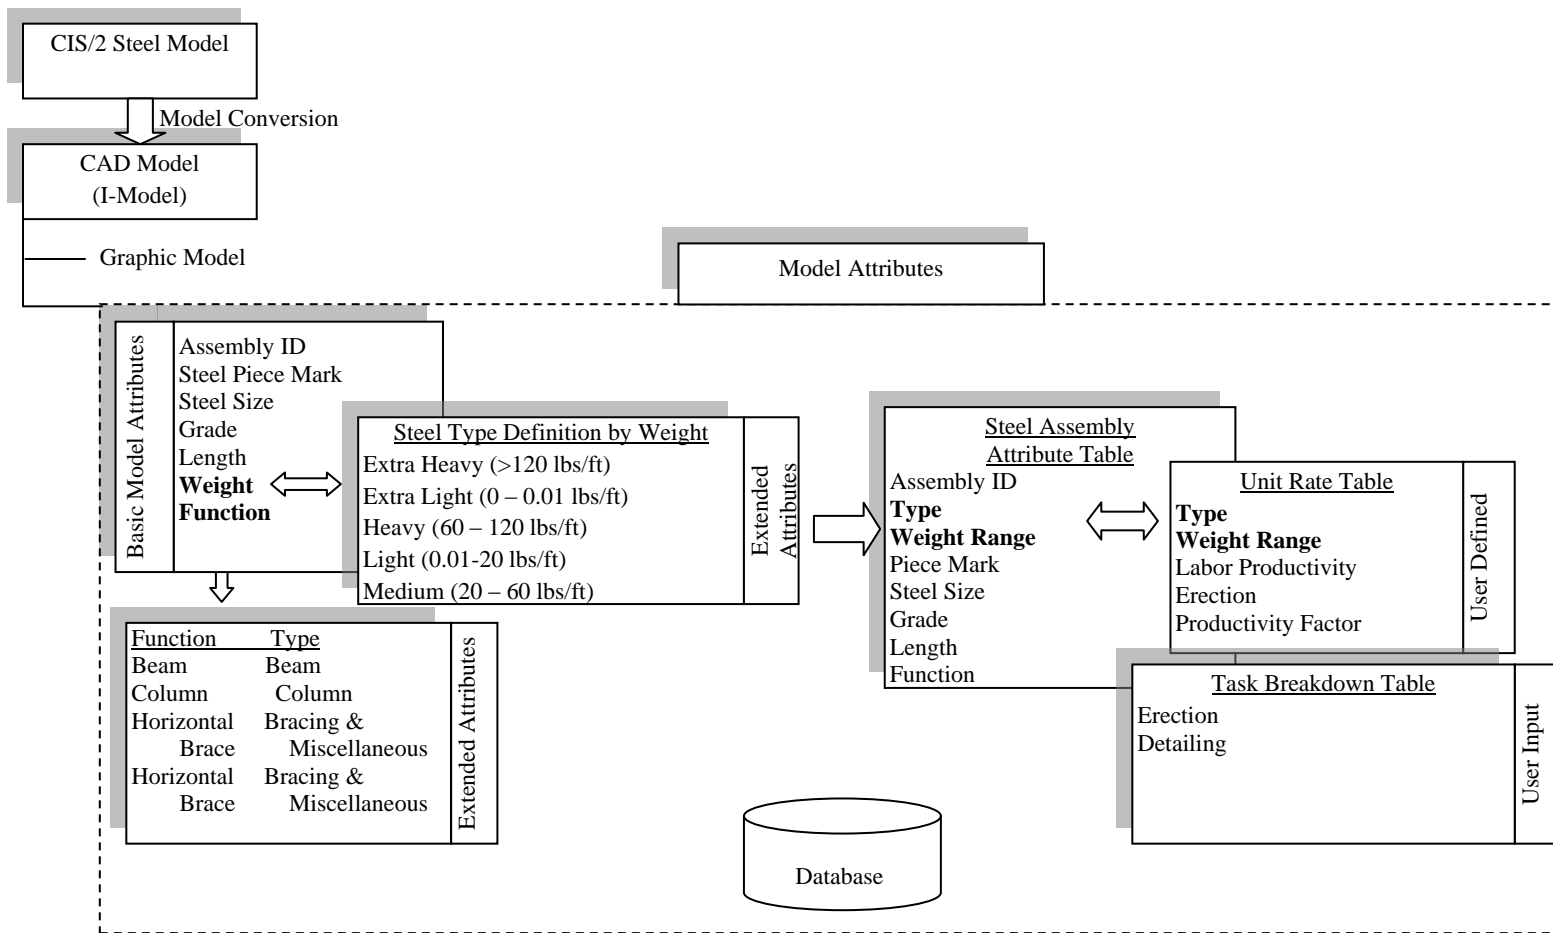 CIS/2 Steel Model
Model Conversion
CAD Model
(I-Model)
Graphic Model
Model Attributes
Basic Model Attributes
Assembly ID
Steel Piece Mark
Steel Size
Grade
Length
Weight
Function
Steel Type Definition by Weight
Extra Heavy (>120 lbs/ft)
Extra Light (0 – 0.01 lbs/ft)
Heavy (60 – 120 lbs/ft)
Light (0.01-20 lbs/ft)
Medium (20 – 60 lbs/ft)
Extended
Attributes
Steel Assembly
Attribute Table
Assembly ID
Type
Weight Range
Piece Mark
Steel Size
Grade
Length
Function
Unit Rate Table
Type
Weight Range
Labor Productivity
Erection
Productivity Factor
User Defined
Function Type
Beam Beam
Column Column
Horizontal Bracing &
Brace Miscellaneous
Horizontal Bracing &
Brace Miscellaneous
Extended Attributes
Task Breakdown Table
Erection
Detailing
User Input
Database